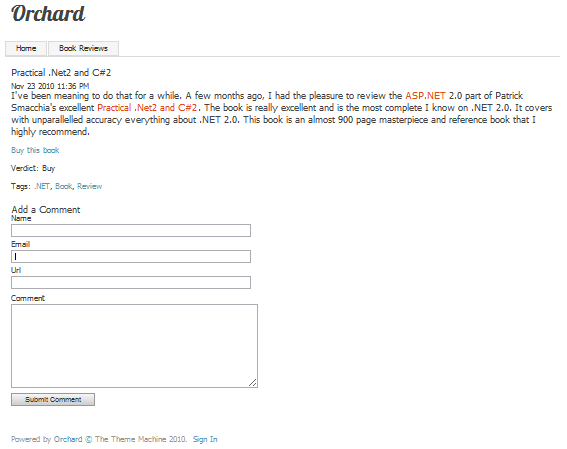 Orchard
Home Book Reviews
Practical .Net2 and C#2
Nov 23 2010 11:36 PM
I've been meaning to do that for a while. A few months ago, I had the pleasure to review the ASP.NET 2.0 part of Patrick
Smacchia's excellent Practical .Net2 and C#2. The book is really excellent and is the most complete I know on .NET 2.0. It covers
with unparallelled accuracy everything about .NET 2.0. This book is an almost 900 page masterpiece and reference book that I
highly recommend.
Buy this book
Verdict: Buy
Tags: .NET, Book, Review
Add a Comment
Name
Email
Url
Comment
Submit Comment
Powered by Orchard © The Theme Machine 2010. Sign In